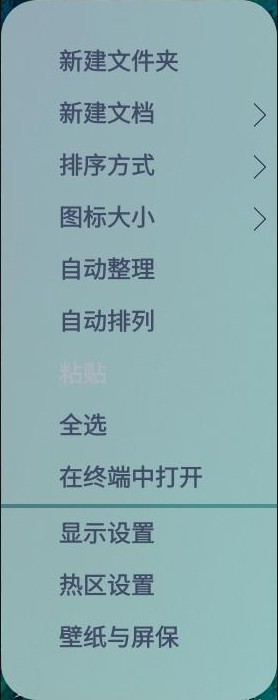 新建文件夹
新建文档
排序方式
图标大小
自动整理
自动排列
粘贴
全选
在终端中打开
显示设置
热区设置
壁纸与屏保